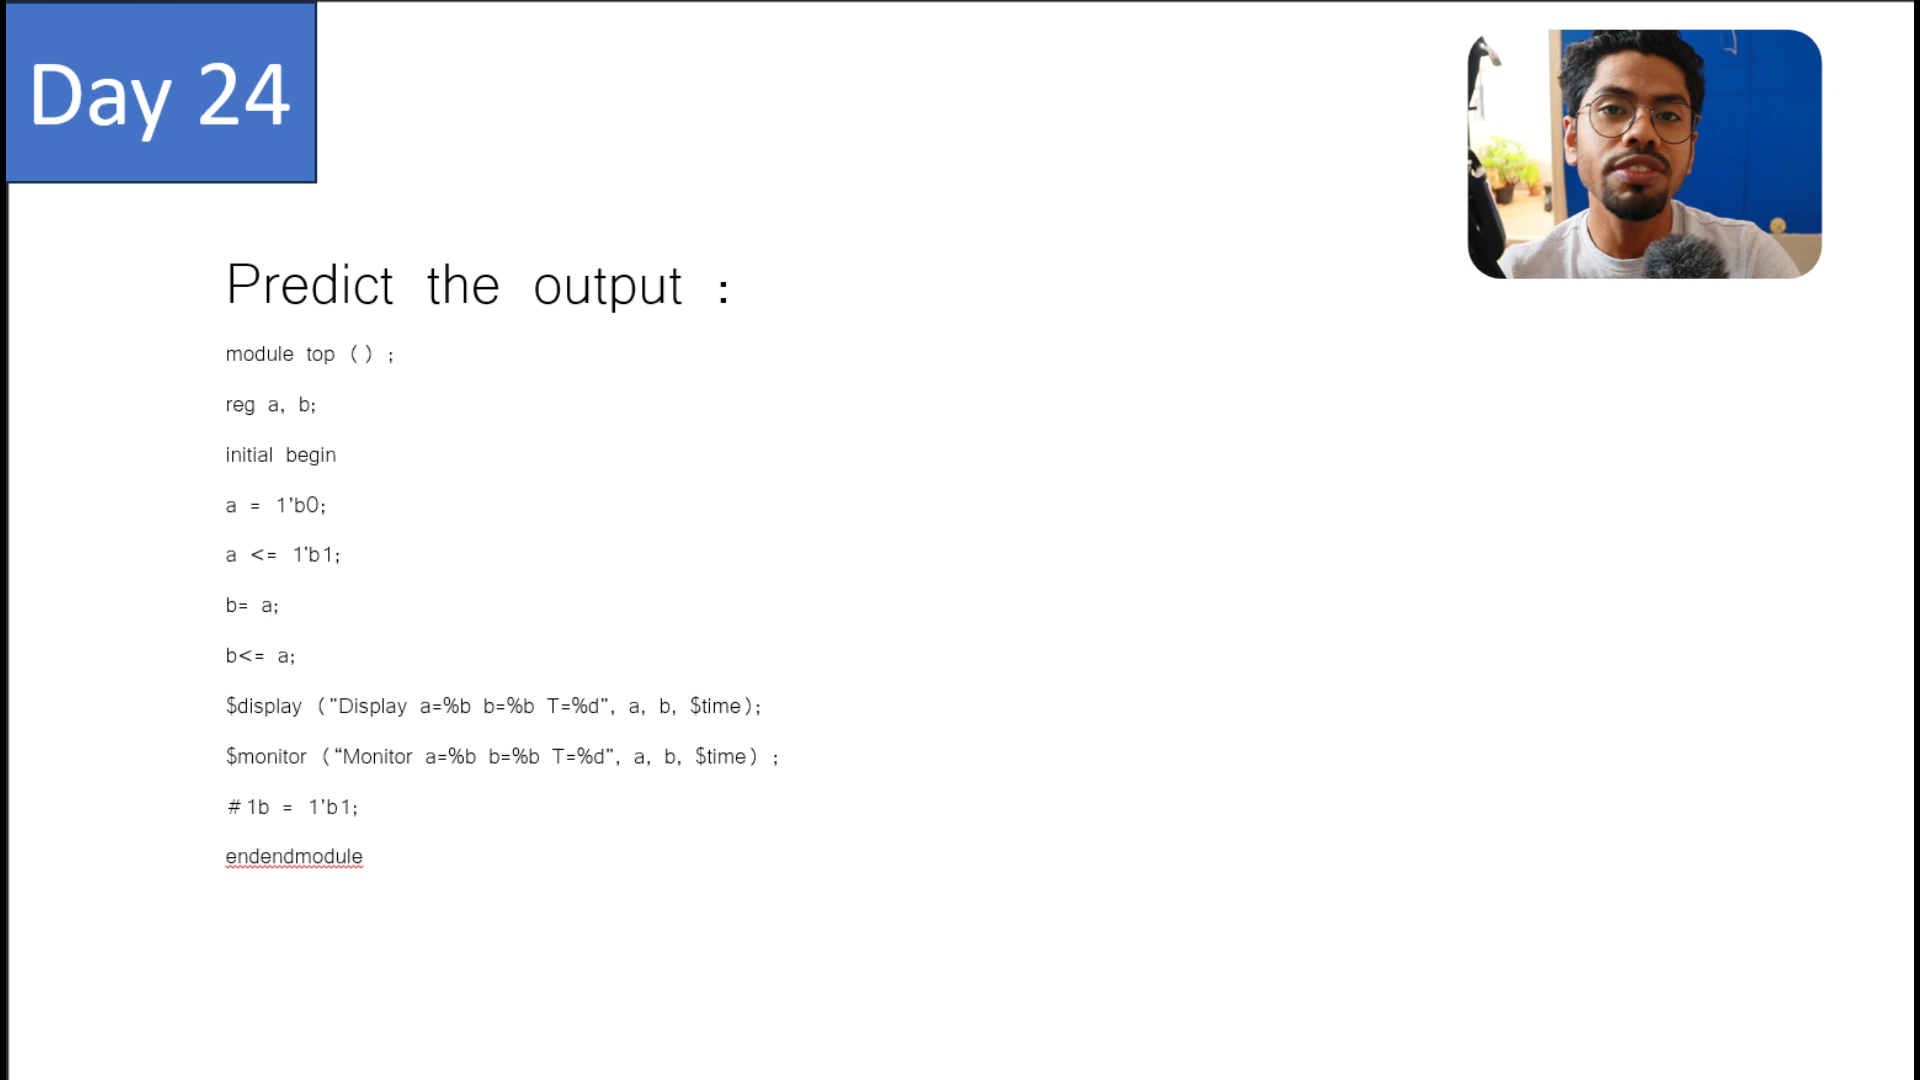 Day 24
Predict the output :
module top () ;
reg a, b;
initial begin
a = 1'b0;
a <= 1'b1;
b= a;
b<= a;
$display ("Display a=%b b=%b T=%d", a, b, $time);
$monitor (“Monitor a=%b b=%b T=%d", a, b, $time) ;
#1b = 1'b1;
endendmodule